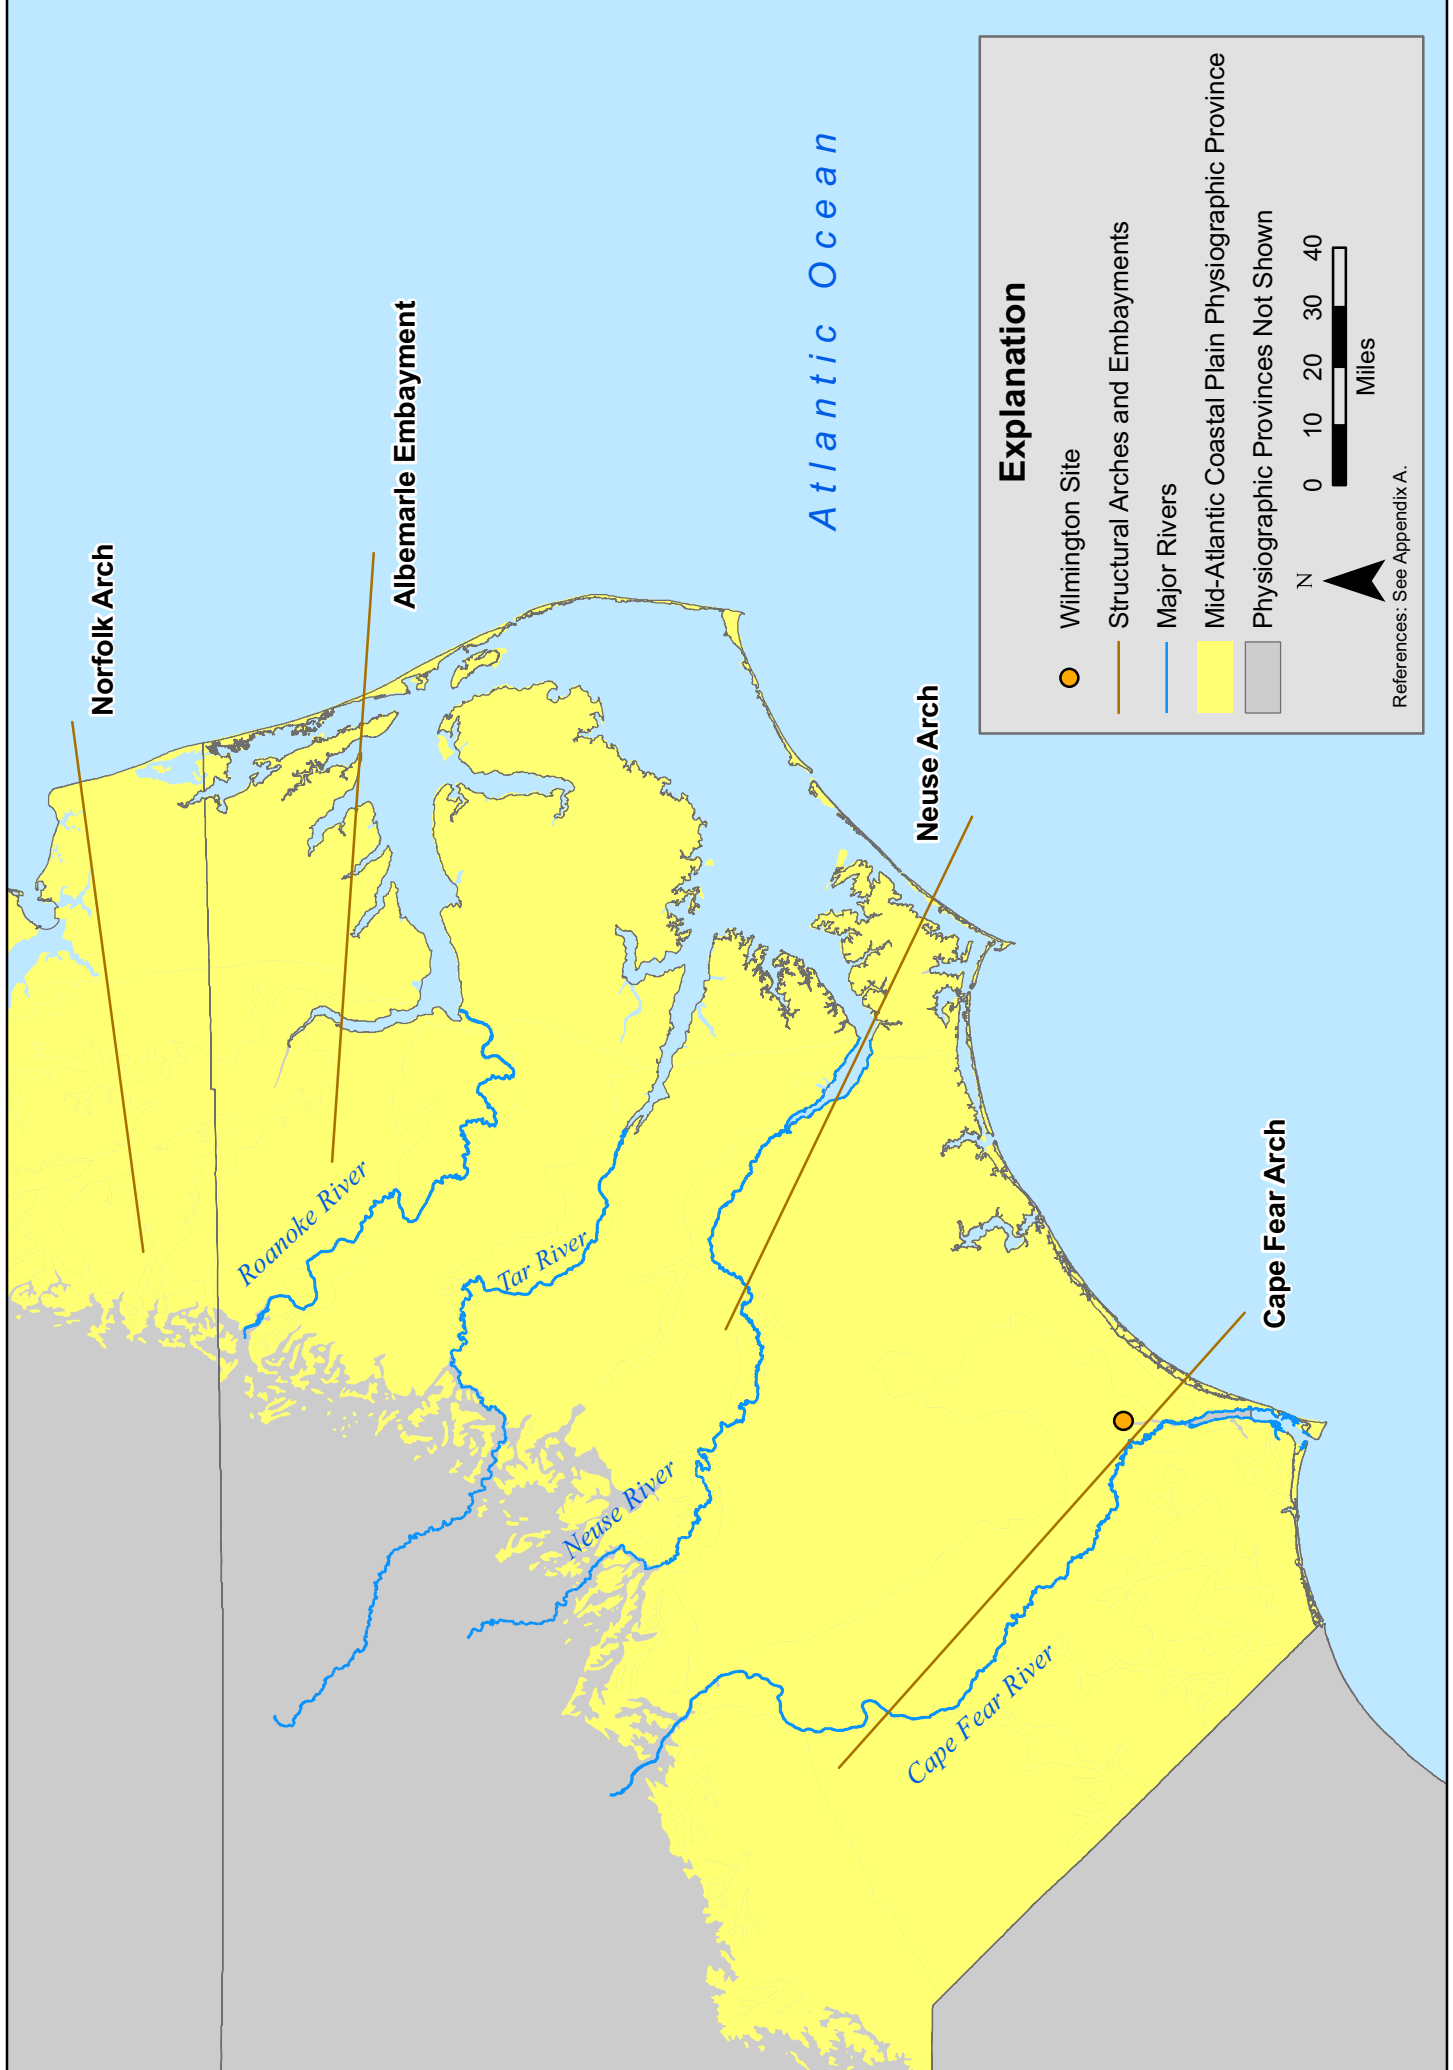 Norfolk Arch
Albemarle Embayment
Roanoke River
Tar River
Atlantic Ocean
Neuse River
Neuse Arch
Cape Fear River
Cape Fear Arch
Explanation
Wilmington Site
Structural Arches and Embayments
Major Rivers
Mid-Atlantic Coastal Plain Physiographic Province
Physiographic Provinces Not Shown
N
0 10 20 30 40
Miles
References: See Appendix A.